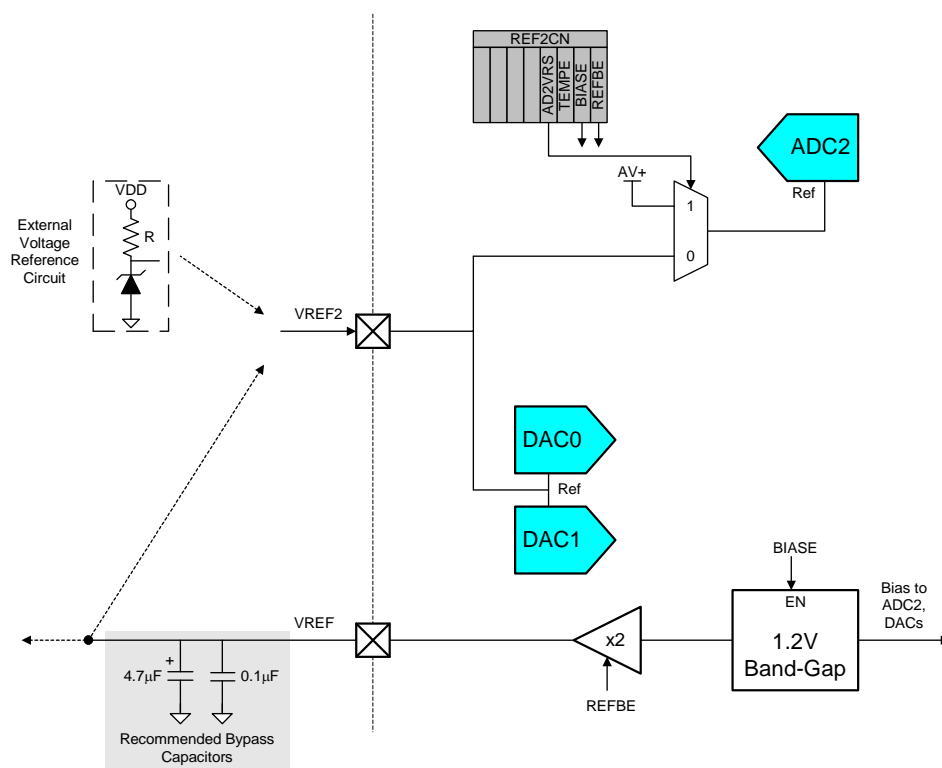 REF2CN
AD2VRS
TEMPE
BIASE
REFBE
ADC2
Ref
AV+
1
0
External
Voltage
Reference
Circuit
VDD
R
VREF2
DAC0
Ref
DAC1
BIASE
EN
1.2V
Band-Gap
Bias to
ADC2,
DACs
x2
REFBE
VREF
4.7µF
+
0.1µF
Recommended Bypass
Capacitors